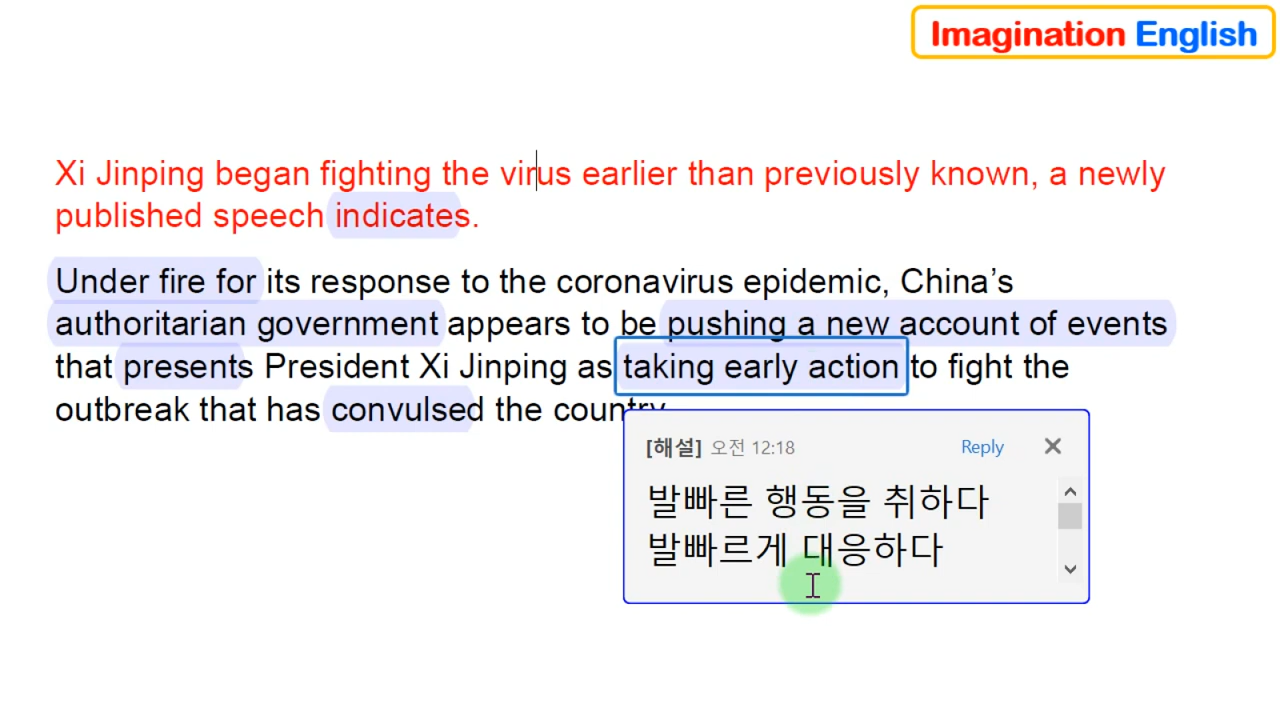 Imagination English
Xi Jinping began fighting the virus earlier than previously known, a newly
published speech indicates.
Under fire for its response to the coronavirus epidemic, China’s
authoritarian government appears to be pushing a new account of events
that presents President Xi Jinping as taking early action to fight the
outbreak that has convulsed the country
[해설] 오전 12:18 Reply
발빠른 행동을 취하다
발빠르게 대응하다